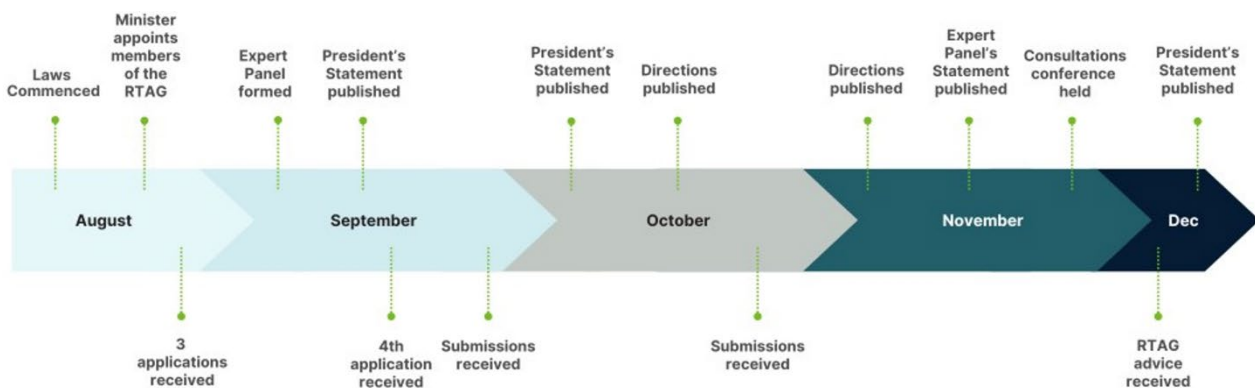 Laws
Commenced
Minister
appoints
members
of the
RTAG
Expert
Panel
formed
President's
Statement
published
President's
Statement
published
Directions
published
Directions
published
Expert
Panel's
Statement
published
Consultations
conference
held
President's
Statement
published
August
September
October
November
Dec
3
applications
received
4th
application
received
Submissions
received
Submissions
received
RTAG
advice
received